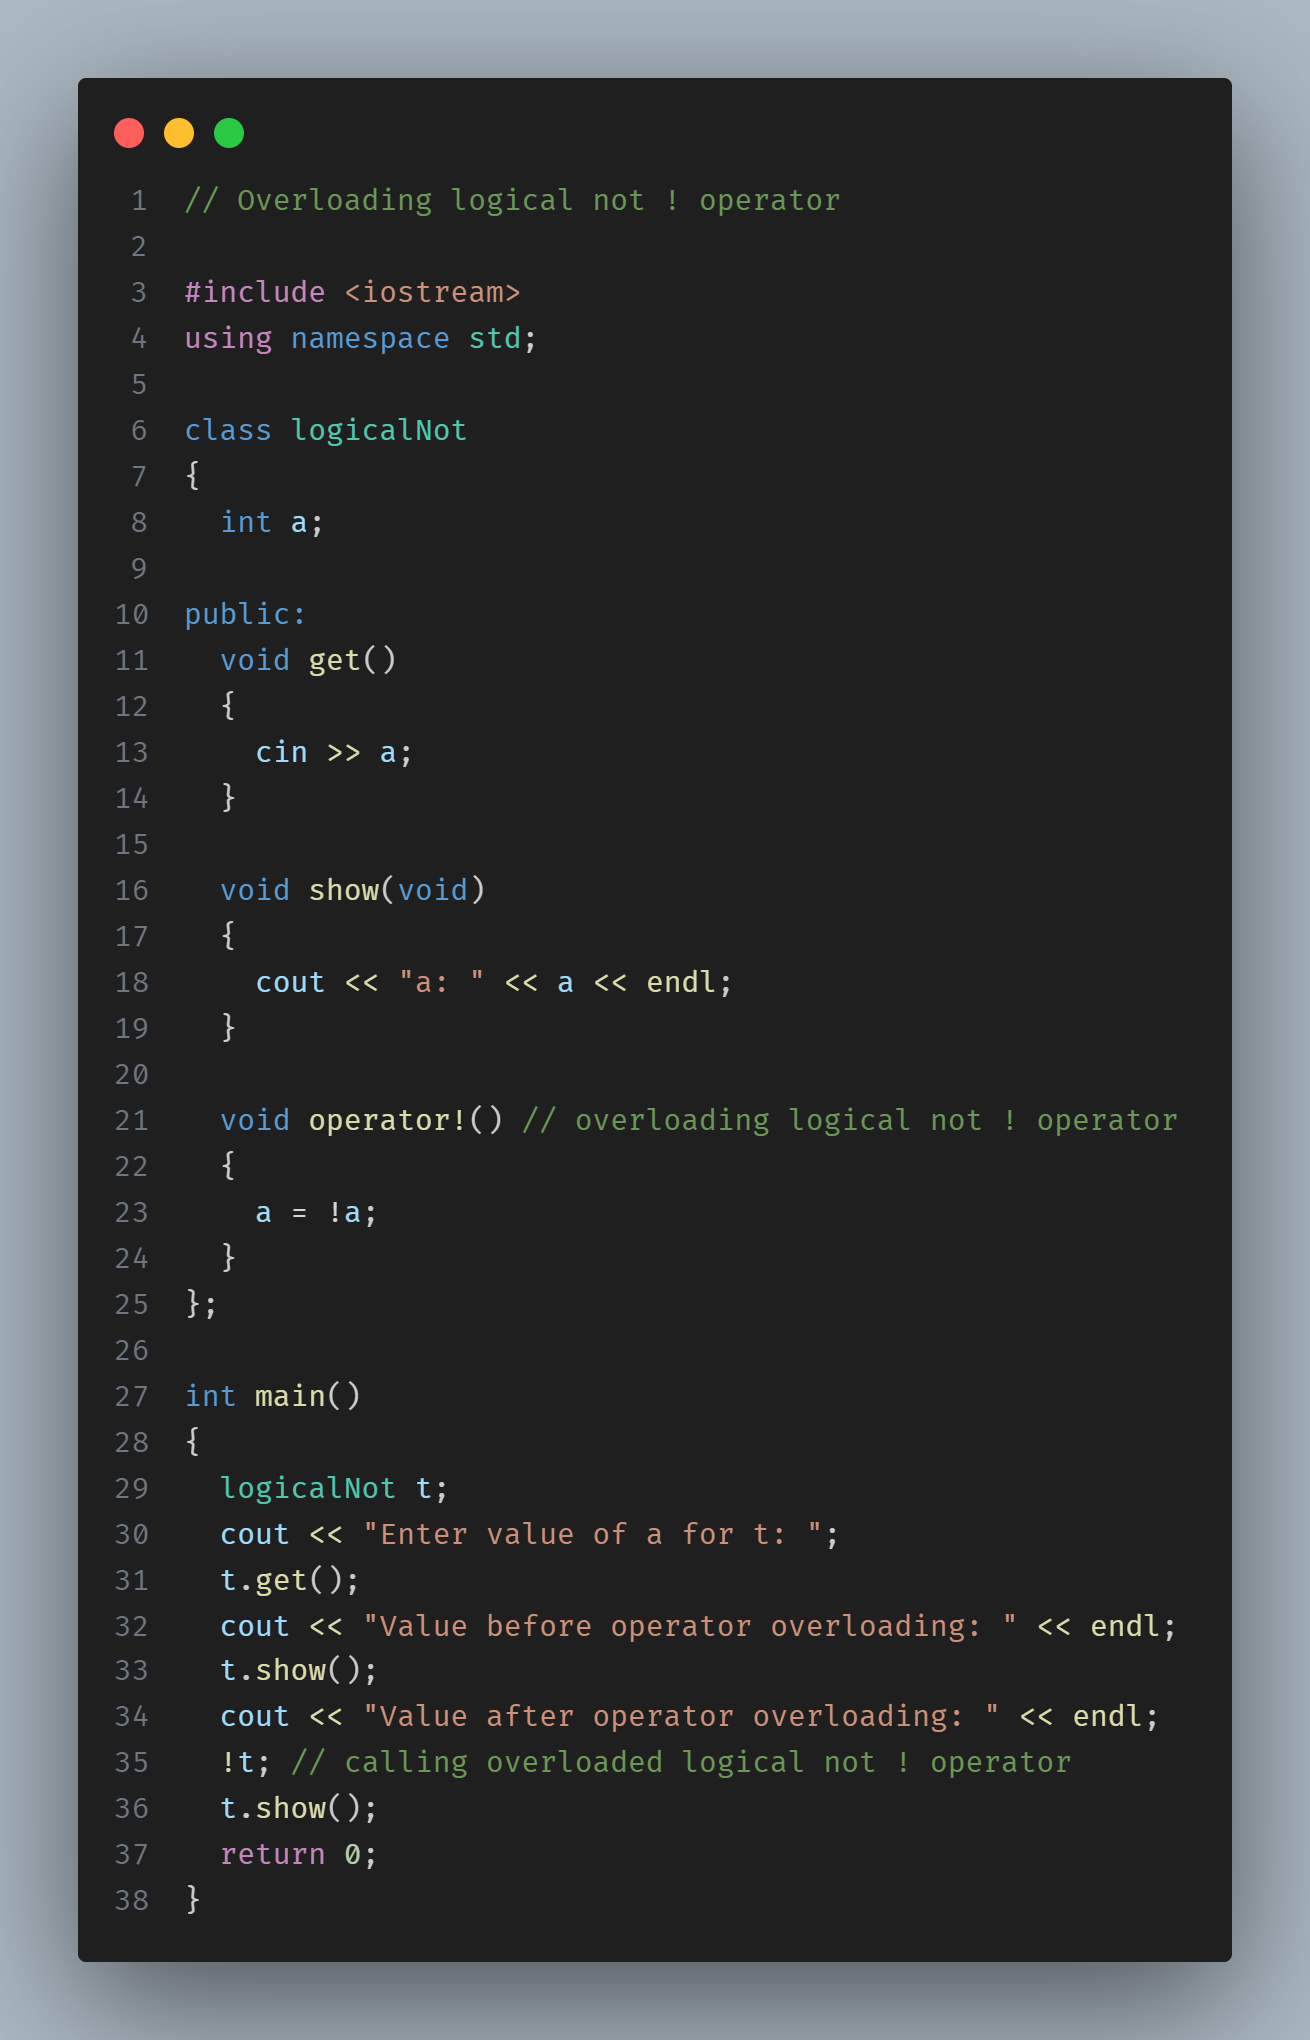 1 // Overloading logical not ! operator
2
3 #include <iostream>
4 using namespace std;
5
6 class logicalNot
7 {
8   int a;
9
10 public:
11   void get()
12   {
13     cin >> a;
14   }
15
16   void show(void)
17   {
18     cout << "a: " << a << endl;
19   }
20
21   void operator!() // overloading logical not ! operator
22   {
23     a = !a;
24   }
25 };
26
27 int main()
28 {
29   logicalNot t;
30   cout << "Enter value of a for t: ";
31   t.get();
32   cout << "Value before operator overloading: " << endl;
33   t.show();
34   cout << "Value after operator overloading: " << endl;
35   !t; // calling overloaded logical not ! operator
36   t.show();
37   return 0;
38 }